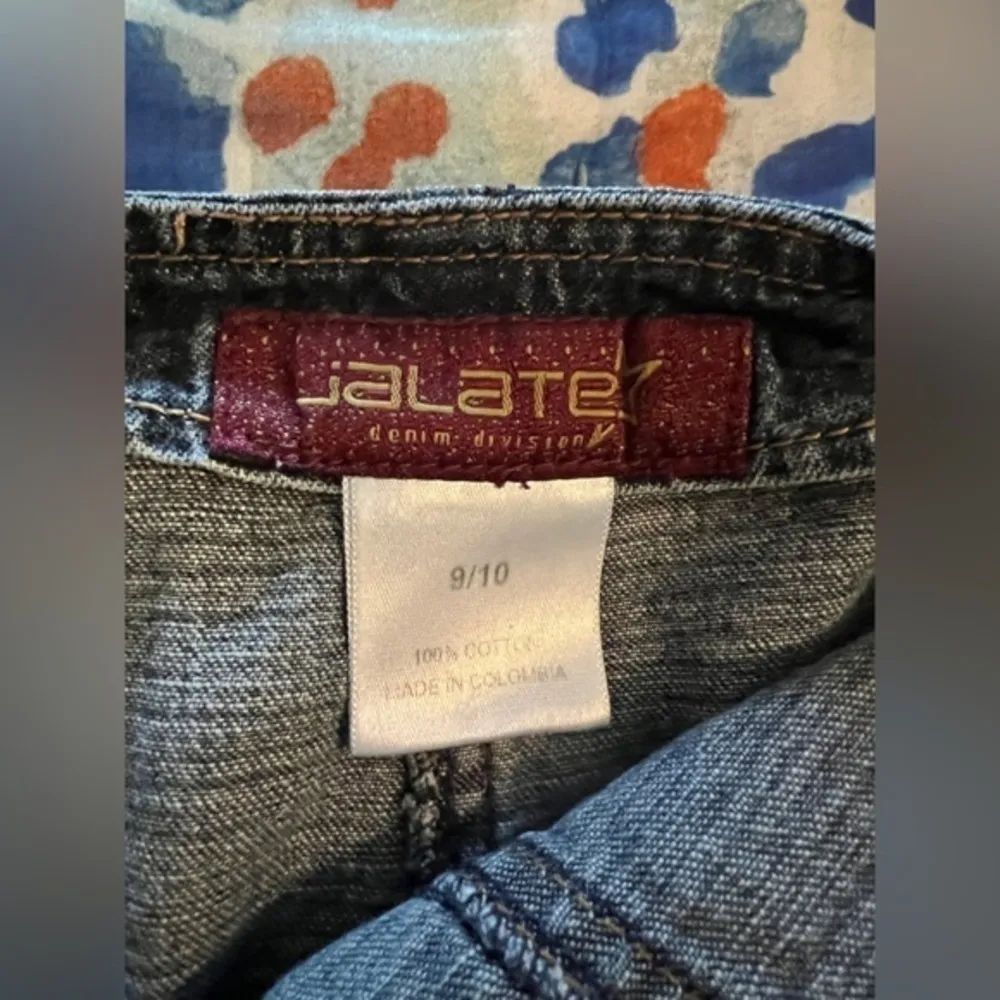 JALATE
denim division
9/10
100% COTTON
MADE IN COLOMBIA